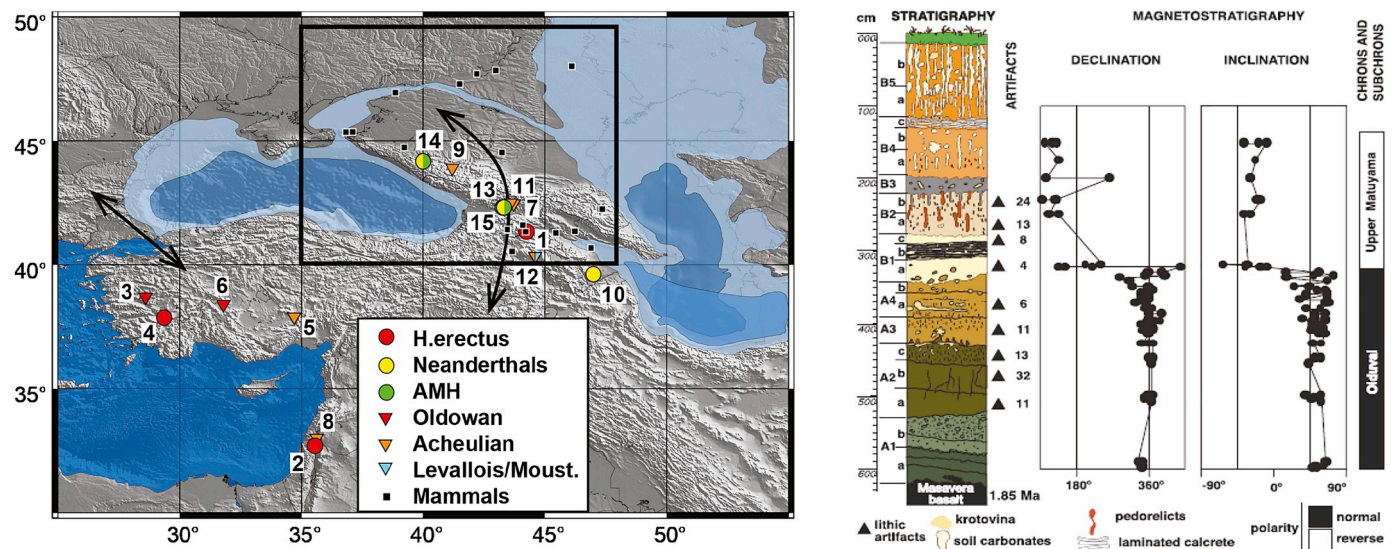 50°
45°
40°
35°
30°
35°
40°
45°
50°
14
9
13
11
7
15
1
12
10
3
6
4
5
8
2
H.erectus
Neanderthals
AMH
Oldowan
Acheulian
Levallois/Moust.
Mammals
cm
STRATIGRAPHY
MAGNETOSTRATIGRAPHY
ARTIFACTS
DECLINATION
INCLINATION
CHRONS AND
SUBCHRONS
000
100
200
300
400
500
600
b
B5
a
c
b
B4
a
B3
b
B2
a
c
b
B1
a
b
A4
a
A3
c
b
A2
a
b
A1
a
24
13
8
4
6
11
13
32
11
Upper Matuyama
Olduvai
Masavera
basalt
1.85 Ma
180°
360°
-90°
0°
90°
lithic
artifacts
krotovina
soil carbonates
pedorelicts
laminated calcrete
polarity
normal
reverse